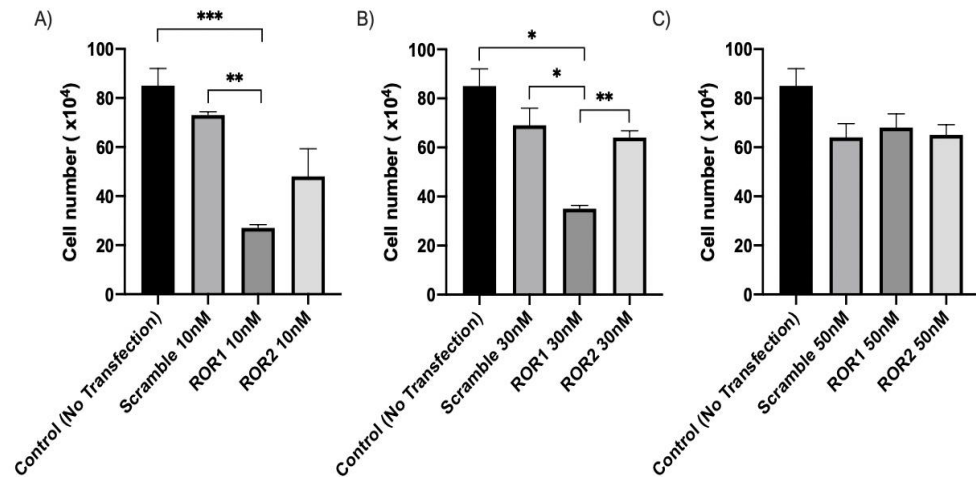 A)
Cell number ( x10⁴)
100
80
60
40
20
0
***
**
Control (No Transfection)
Scramble 10nM
ROR1 10nM
ROR2 10nM
B)
Cell number ( x10⁴)
100
80
60
40
20
0
*
*
**
Control (No Transfection)
Scramble 30nM
ROR1 30nM
ROR2 30nM
C)
Cell number ( x10⁴)
100
80
60
40
20
0
Control (No Transfection)
Scramble 50nM
ROR1 50nM
ROR2 50nM